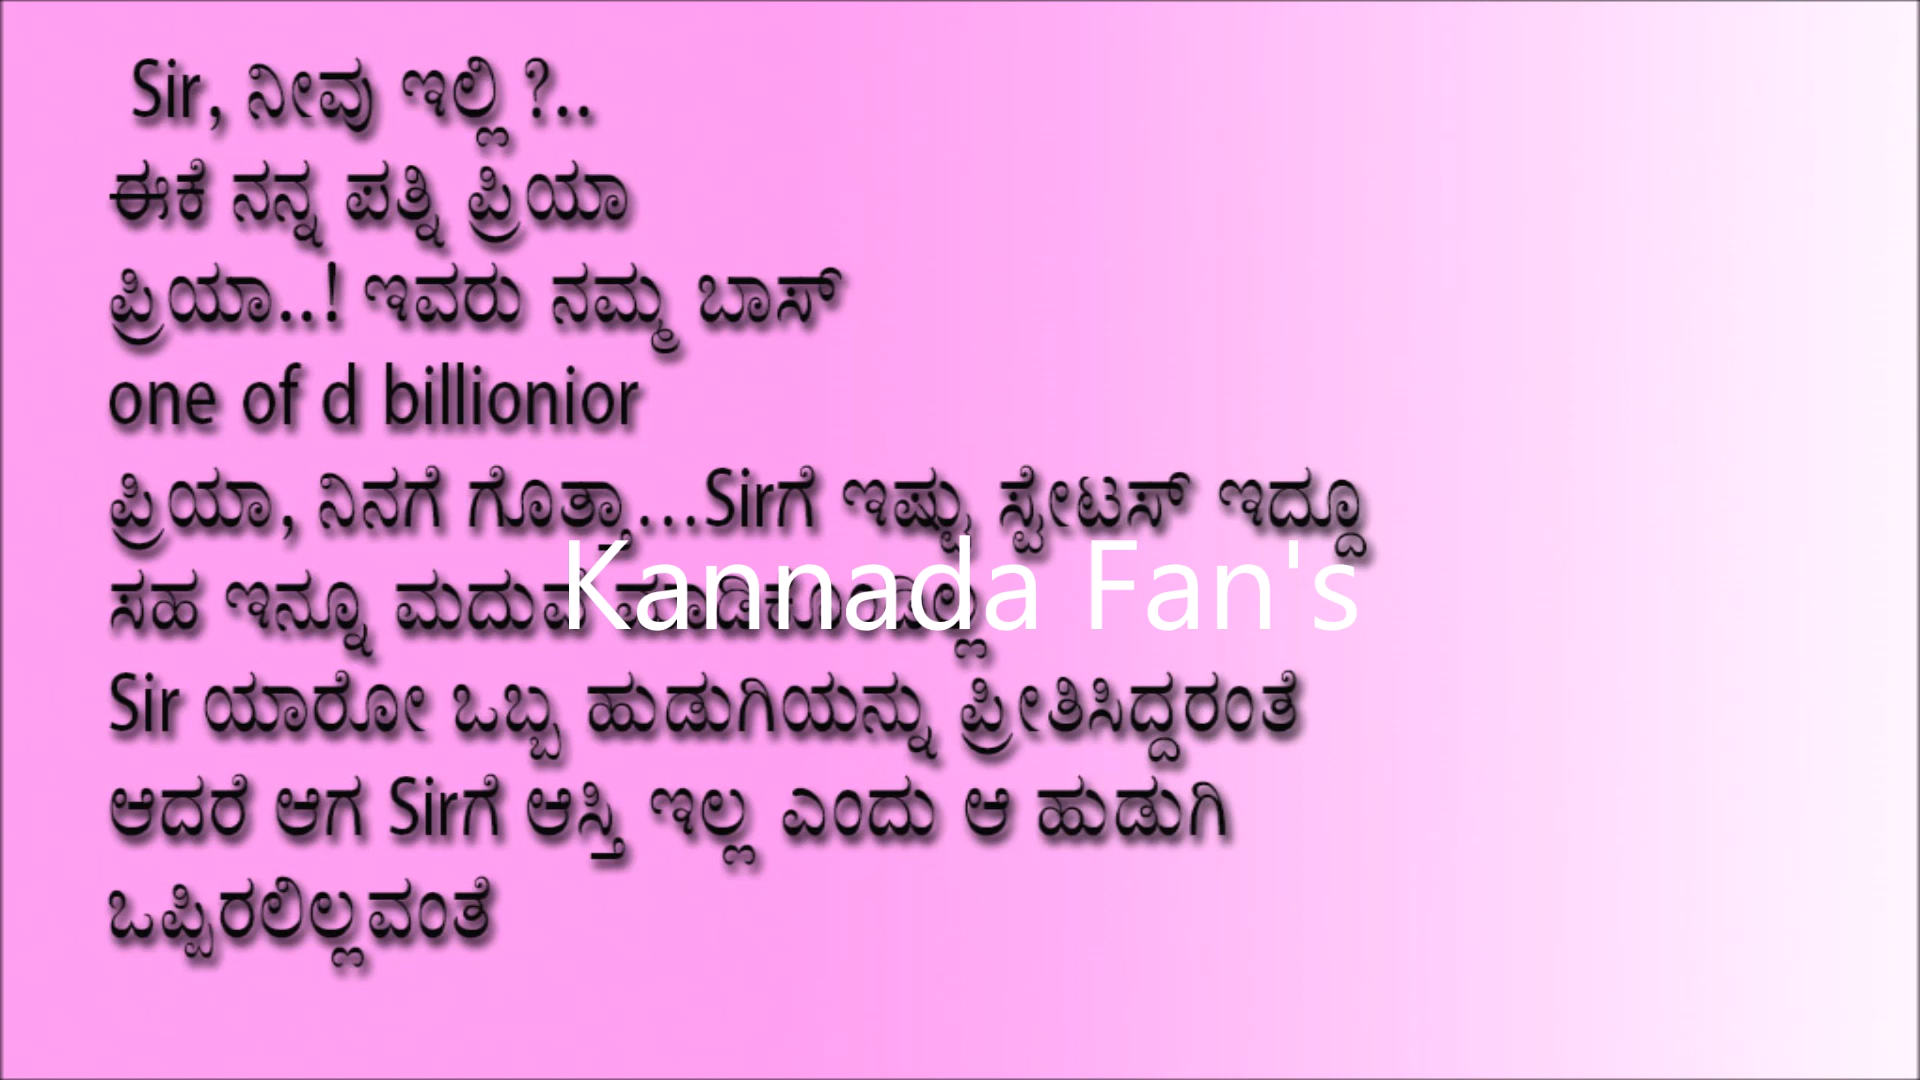 Sir, ನೀವು ಇಲ್ಲಿ ?..
ಈಕೆ ನನ್ನ ಪತ್ನಿ ಪ್ರಿಯಾ
ಪ್ರಿಯಾ..! ಇವರು ನಮ್ಮ ಬಾಸ್
one of d billionior
ಪ್ರಿಯಾ, ನಿನಗೆ ಗೊತ್ತಾ...Sirಗೆ ಇಷ್ಟು ಸ್ಟೇಟಸ್ ಇದ್ದೂ
ಸಹ ಇನ್ನೂ ಮದುವೆ ಮಾಡಿಕೊಂಡಿಲ್ಲ
Kannada Fan's
Sir ಯಾರೋ ಒಬ್ಬ ಹುಡುಗಿಯನ್ನು ಪ್ರೀತಿಸಿದ್ದರಂತೆ
ಆದರೆ ಆಗ Sirಗೆ ಆಸ್ತಿ ಇಲ್ಲ ಎಂದು ಆ ಹುಡುಗಿ
ಒಪ್ಪಿರಲಿಲ್ಲವಂತೆ